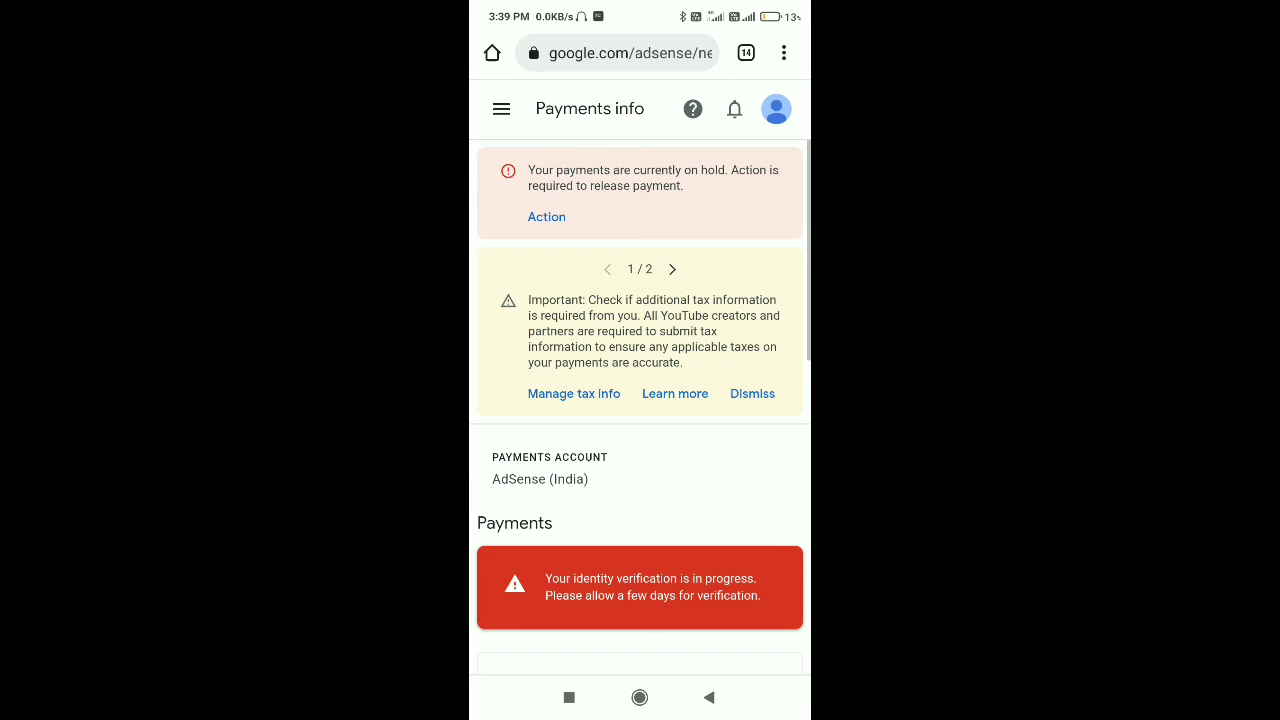 3:39 PM 0.0KB/s 13%
google.com/adsense/ne 14
Payments info
Your payments are currently on hold. Action is
required to release payment.
Action
1 / 2
Important: Check if additional tax information
is required from you. All YouTube creators and
partners are required to submit tax
information to ensure any applicable taxes on
your payments are accurate.
Manage tax info Learn more Dismiss
PAYMENTS ACCOUNT
AdSense (India)
Payments
Your identity verification is in progress.
Please allow a few days for verification.